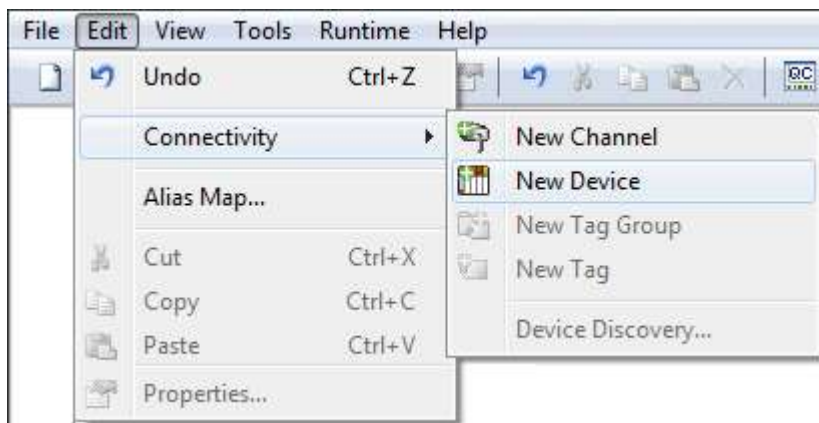 File Edit View Tools Runtime Help
QC
Undo Ctrl+Z
Connectivity
Alias Map...
Cut Ctrl+X
Copy Ctrl+C
Paste Ctrl+V
Properties...
New Channel
New Device
New Tag Group
New Tag
Device Discovery...